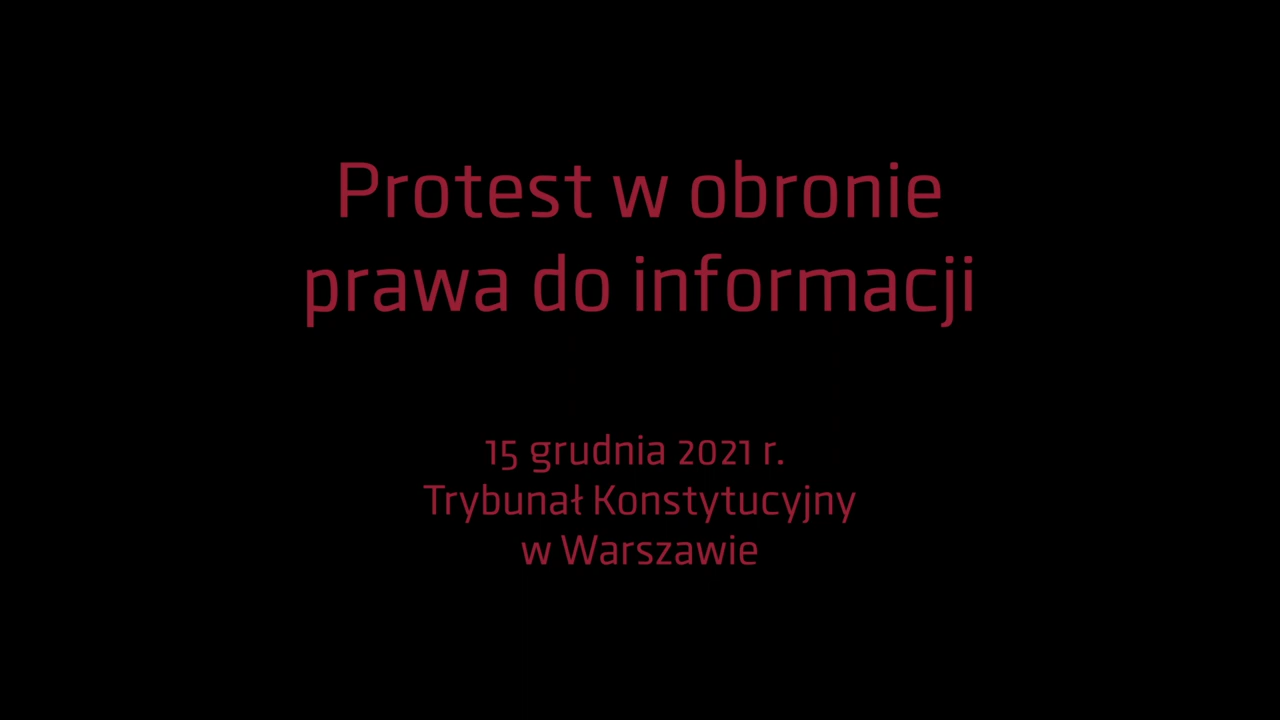 Protest w obronie
prawa do informacji
15 grudnia 2021 r.
Trybunał Konstytucyjny
w Warszawie